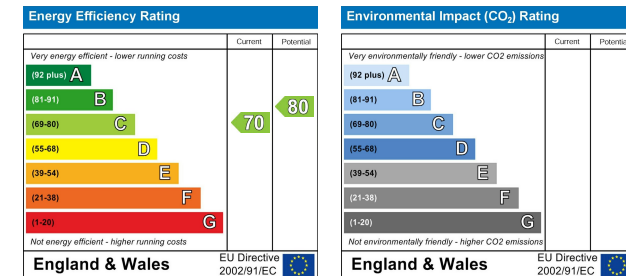 Energy Efficiency Rating
Current Potential
Very energy efficient - lower running costs
(92 plus) A
(81-91) B
(69-80) C
(55-68) D
(39-54) E
(21-38) F
(1-20) G
70
80
Not energy efficient - higher running costs
England & Wales
EU Directive
2002/91/EC
Environmental Impact (CO₂) Rating
Current Potential
Very environmentally friendly - lower CO2 emissions
(92 plus) A
(81-91) B
(69-80) C
(55-68) D
(39-54) E
(21-38) F
(1-20) G
Not environmentally friendly - higher CO2 emissions
England & Wales
EU Directive
2002/91/EC